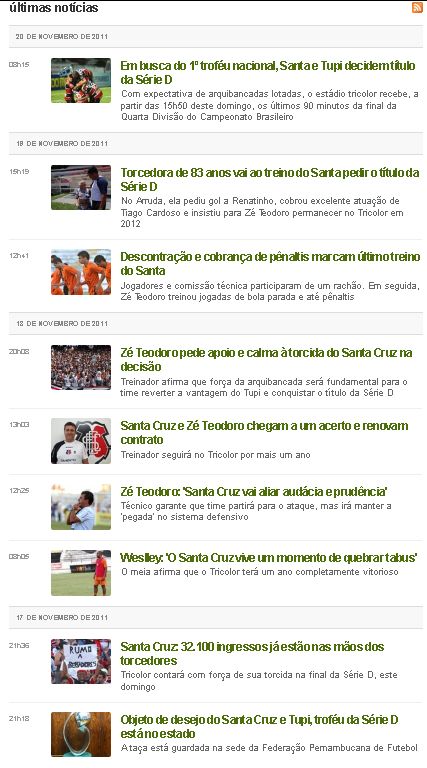 últimas notícias
20 DE NOVEMBRO DE 2011
08h15
Em busca do 1º troféu nacional, Santa e Tupi decidem título
da Série D
Com expectativa de arquibancadas lotadas, o estádio tricolor recebe, a
partir das 15h50 deste domingo, os últimos 90 minutos da final da
Quarta Divisão do Campeonato Brasileiro
19 DE NOVEMBRO DE 2011
15h19
Torcedora de 83 anos vai ao treino do Santa pedir o título da
Série D
No Arruda, ela pediu gol a Renatinho, cobrou excelente atuação de
Tiago Cardoso e insistiu para Zé Teodoro permanecer no Tricolor em
2012
12h41
Descontração e cobrança de pênaltis marcam último treino
do Santa
Jogadores e comissão técnica participaram de um rachão. Em seguida,
Zé Teodoro treinou jogadas de bola parada e até pênaltis
18 DE NOVEMBRO DE 2011
20h08
Zé Teodoro pede apoio e calma à torcida do Santa Cruz na
decisão
Treinador afirma que força da arquibancada será fundamental para o
time reverter a vantagem do Tupi e conquistar o título da Série D
13h03
Santa Cruz e Zé Teodoro chegam a um acerto e renovam
contrato
Treinador seguirá no Tricolor por mais um ano
12h25
Zé Teodoro: 'Santa Cruz vai aliar audácia e prudência'
Técnico garante que time partirá para o ataque, mas irá manter a
'pegada' no sistema defensivo
08h05
Weslley: 'O Santa Cruz vive um momento de quebrar tabus'
O meia afirma que o Tricolor terá um ano completamente vitorioso
17 DE NOVEMBRO DE 2011
21h36
RUMO
A
Santa Cruz: 32.100 ingressos já estão nas mãos dos
torcedores
Tricolor contará com força de sua torcida na final da Série D, este
domingo
21h18
Objeto de desejo do Santa Cruz e Tupi, troféu da Série D
está no estado
A taça está guardada na sede da Federação Pernambucana de Futebol